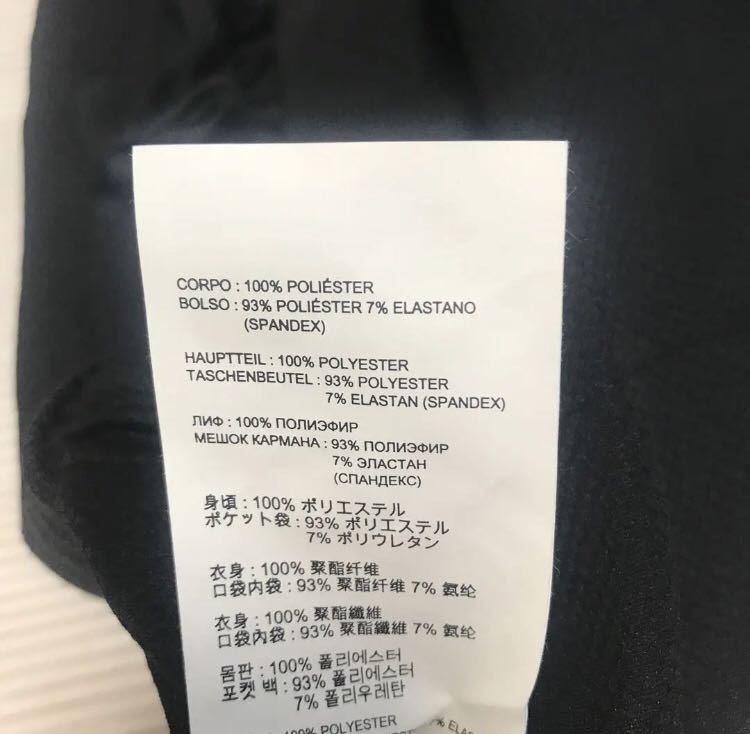 CORPO : 100% POLIÉSTER
BOLSO : 93% POLIÉSTER 7% ELASTANO
(SPANDEX)
HAUPTTEIL : 100% POLYESTER
TASCHENBEUTEL : 93% POLYESTER
7% ELASTAN (SPANDEX)
ЛИФ : 100% ПОЛИЭФИР
МЕШОК КАРМАНА : 93% ПОЛИЭФИР
7% ЭЛАСТАН
(СПАНДЕКС)
身頃 : 100% ポリエステル
ポケット袋 : 93% ポリエステル
7% ポリウレタン
衣身 : 100% 聚酯纤维
口袋内袋 : 93% 聚酯纤维 7% 氨纶
衣身 : 100% 聚酯纖維
口袋內袋 : 93% 聚酯纖維 7% 氨纶
몸판 : 100% 폴리에스터
포켓 백 : 93% 폴리에스터
7% 폴리우레탄
100% POLYESTER
7%